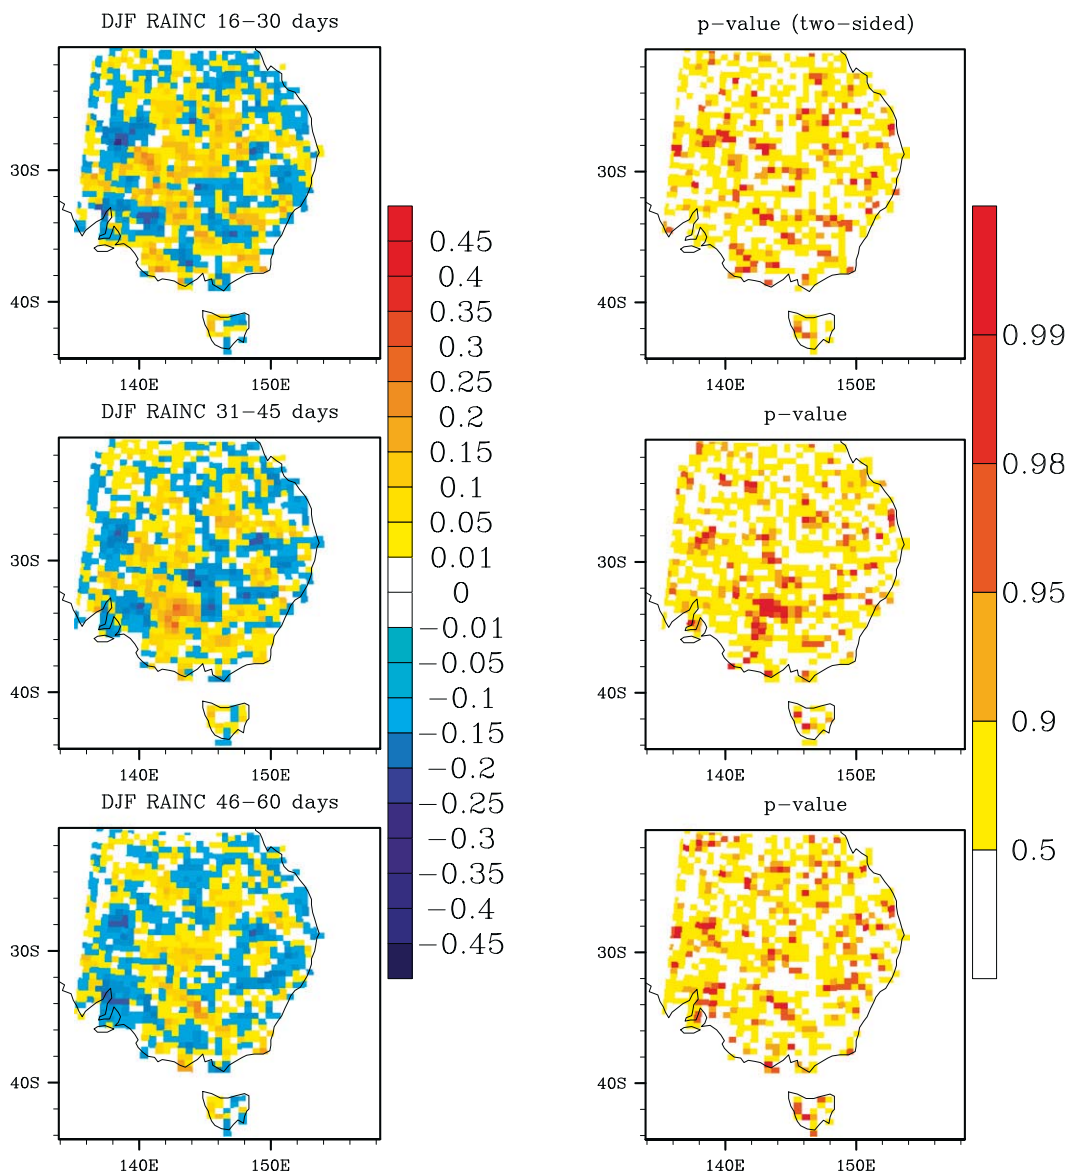 DJF RAINC 16−30 days
p−value (two−sided)
30S
40S
140E
150E
30S
40S
140E
150E
DJF RAINC 31−45 days
p−value
30S
40S
140E
150E
30S
40S
140E
150E
DJF RAINC 46−60 days
p−value
30S
40S
140E
150E
30S
40S
140E
150E
0.45
0.4
0.35
0.3
0.25
0.2
0.15
0.1
0.05
0.01
0
−0.01
−0.05
−0.1
−0.15
−0.2
−0.25
−0.3
−0.35
−0.4
−0.45
0.99
0.98
0.95
0.9
0.5